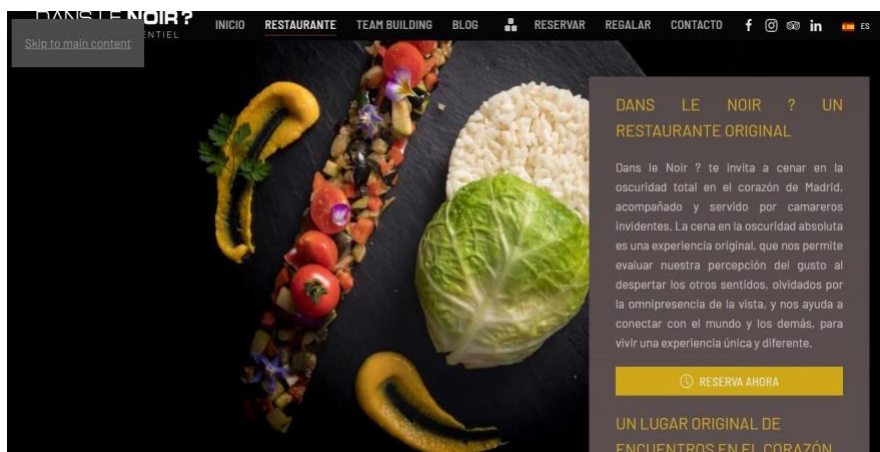 DANS LE NOIR?
INICIO RESTAURANTE TEAM BUILDING BLOG RESERVAR REGALAR CONTACTO ES
Skip to main content
DANS LE NOIR ? UN
RESTAURANTE ORIGINAL
Dans le Noir ? te invita a cenar en la
oscuridad total en el corazón de Madrid,
acompañado y servido por camareros
invidentes. La cena en la oscuridad absoluta
es una experiencia original, que nos permite
evaluar nuestra percepción del gusto al
despertar los otros sentidos, olvidados por
la omnipresencia de la vista, y nos ayuda a
conectar con el mundo y los demás, para
vivir una experiencia única y diferente.
RESERVA AHORA
UN LUGAR ORIGINAL DE
ENCUENTROS EN EL CORAZÓN